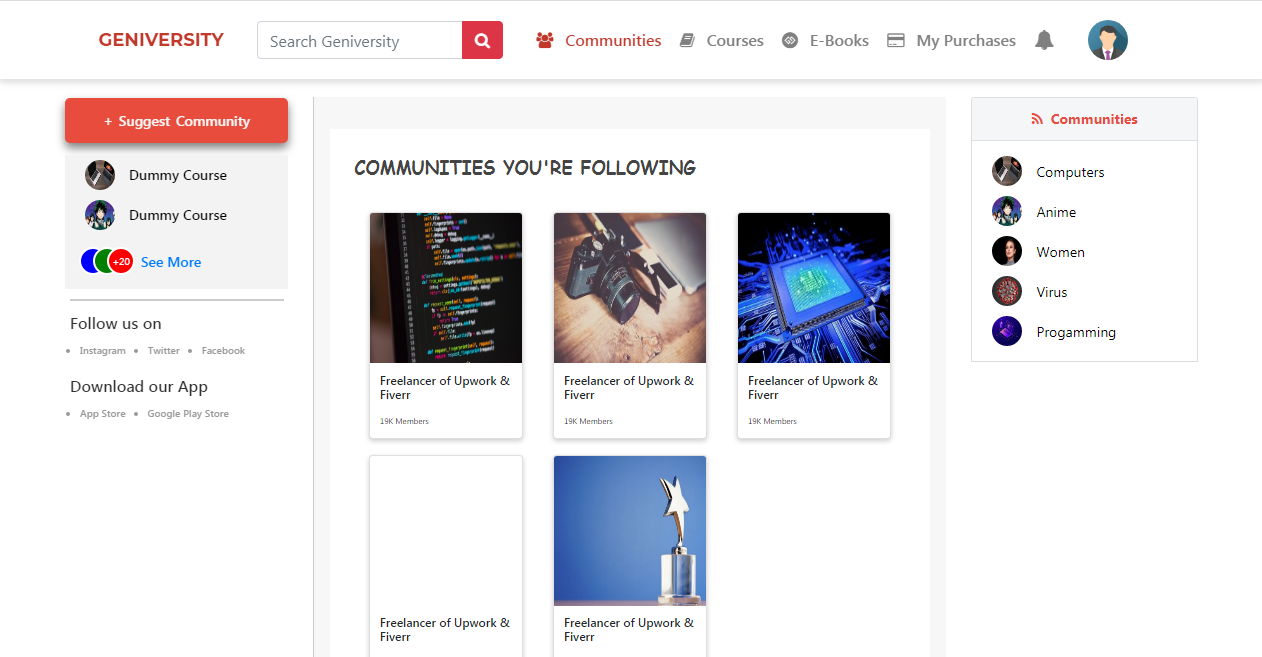 GENIVERSITY
Search Geniversity
Communities
Courses
E-Books
My Purchases
+ Suggest Community
Dummy Course
Dummy Course
+20
See More
Follow us on
Instagram
Twitter
Facebook
Download our App
App Store
Google Play Store
COMMUNITIES YOU'RE FOLLOWING
Freelancer of Upwork &
Fiverr
19K Members
Freelancer of Upwork &
Fiverr
19K Members
Freelancer of Upwork &
Fiverr
19K Members
Freelancer of Upwork &
Fiverr
Freelancer of Upwork &
Fiverr
Communities
Computers
Anime
Women
Virus
Progamming